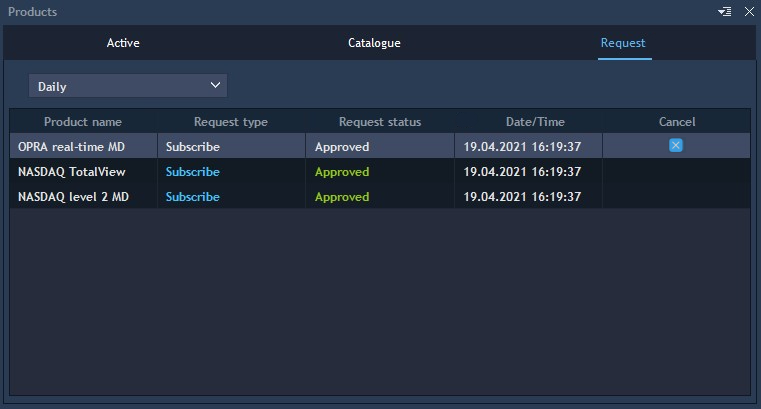 Products
Active Catalogue Request
Daily
Product name Request type Request status Date/Time Cancel
OPRA real-time MD Subscribe Approved 19.04.2021 16:19:37
NASDAQ TotalView Subscribe Approved 19.04.2021 16:19:37
NASDAQ level 2 MD Subscribe Approved 19.04.2021 16:19:37